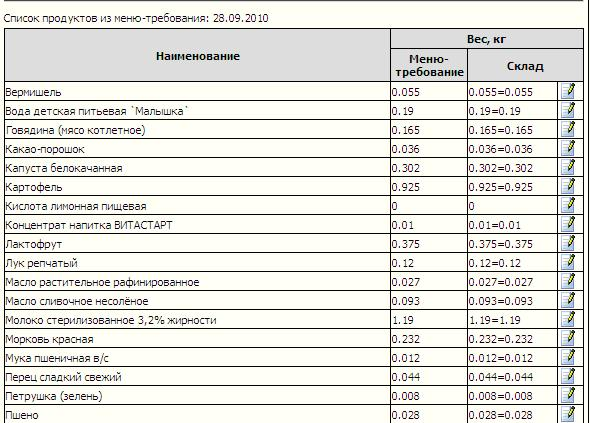 Список продуктов из меню-требования: 28.09.2010
Наименование
Вес, кг
Меню-
требование
Склад
Вермишель 0.055 0.055=0.055
Вода детская питьевая `Малышка` 0.19 0.19=0.19
Говядина (мясо котлетное) 0.165 0.165=0.165
Какао-порошок 0.036 0.036=0.036
Капуста белокачанная 0.302 0.302=0.302
Картофель 0.925 0.925=0.925
Кислота лимонная пищевая 0 0
Концентрат напитка ВИТАСТАРТ 0.01 0.01=0.01
Лактофрут 0.375 0.375=0.375
Лук репчатый 0.12 0.12=0.12
Масло растительное рафинированное 0.027 0.027=0.027
Масло сливочное несолёное 0.093 0.093=0.093
Молоко стерилизованное 3,2% жирности 1.19 1.19=1.19
Морковь красная 0.232 0.232=0.232
Мука пшеничная в/с 0.012 0.012=0.012
Перец сладкий свежий 0.044 0.044=0.044
Петрушка (зелень) 0.008 0.008=0.008
Пшено 0.028 0.028=0.028